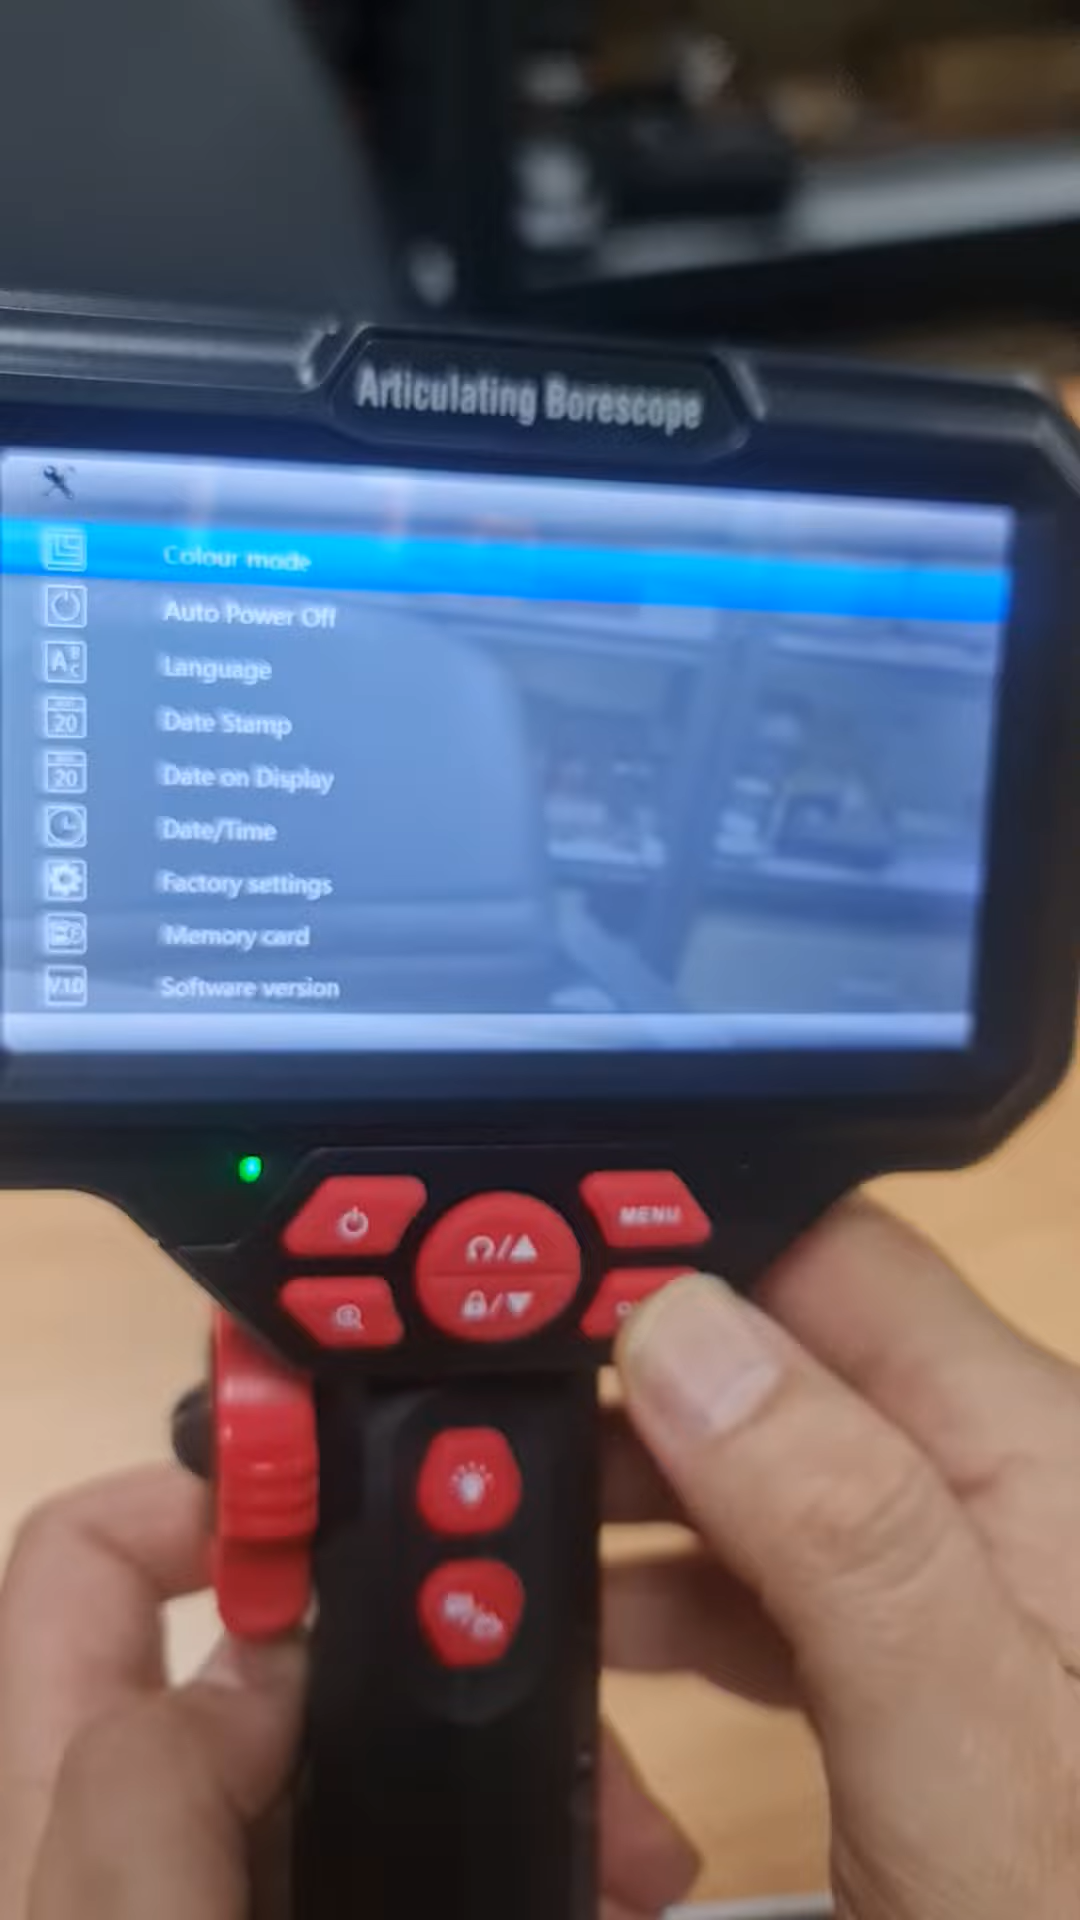 Articulating Borescope
Colour mode
Auto Power Off
Language
Date Stamp
20
Date on Display
20
Date/Time
Factory settings
Memory card
V1.0 Software version
MENU